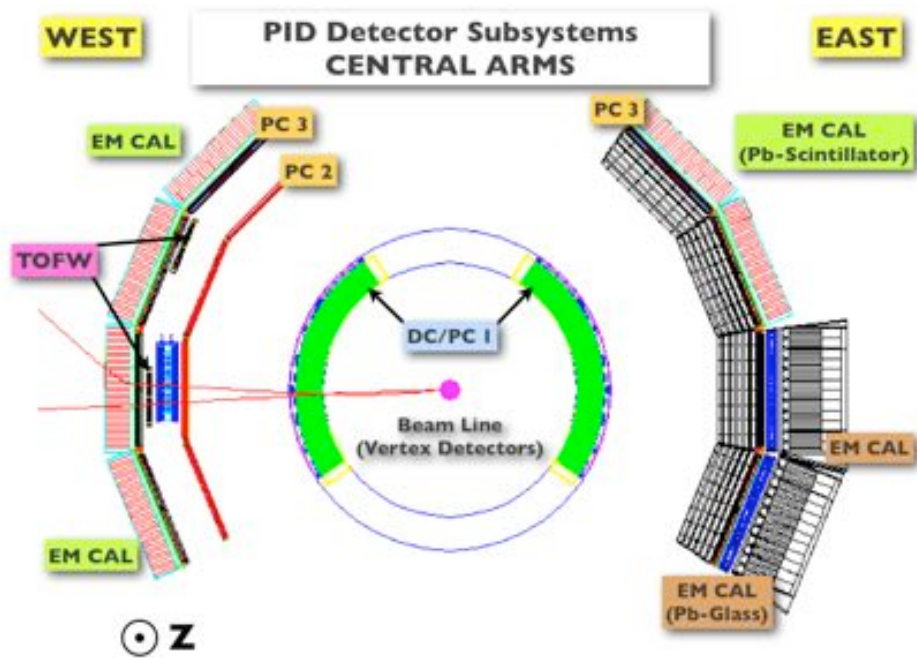 WEST
PID Detector Subsystems
CENTRAL ARMS
EAST
EM CAL
PC 3
PC 2
PC 3
EM CAL
(Pb-Scintillator)
TOFW
DC/PC I
Beam Line
(Vertex Detectors)
EM CAL
EM CAL
EM CAL
(Pb-Glass)
Z